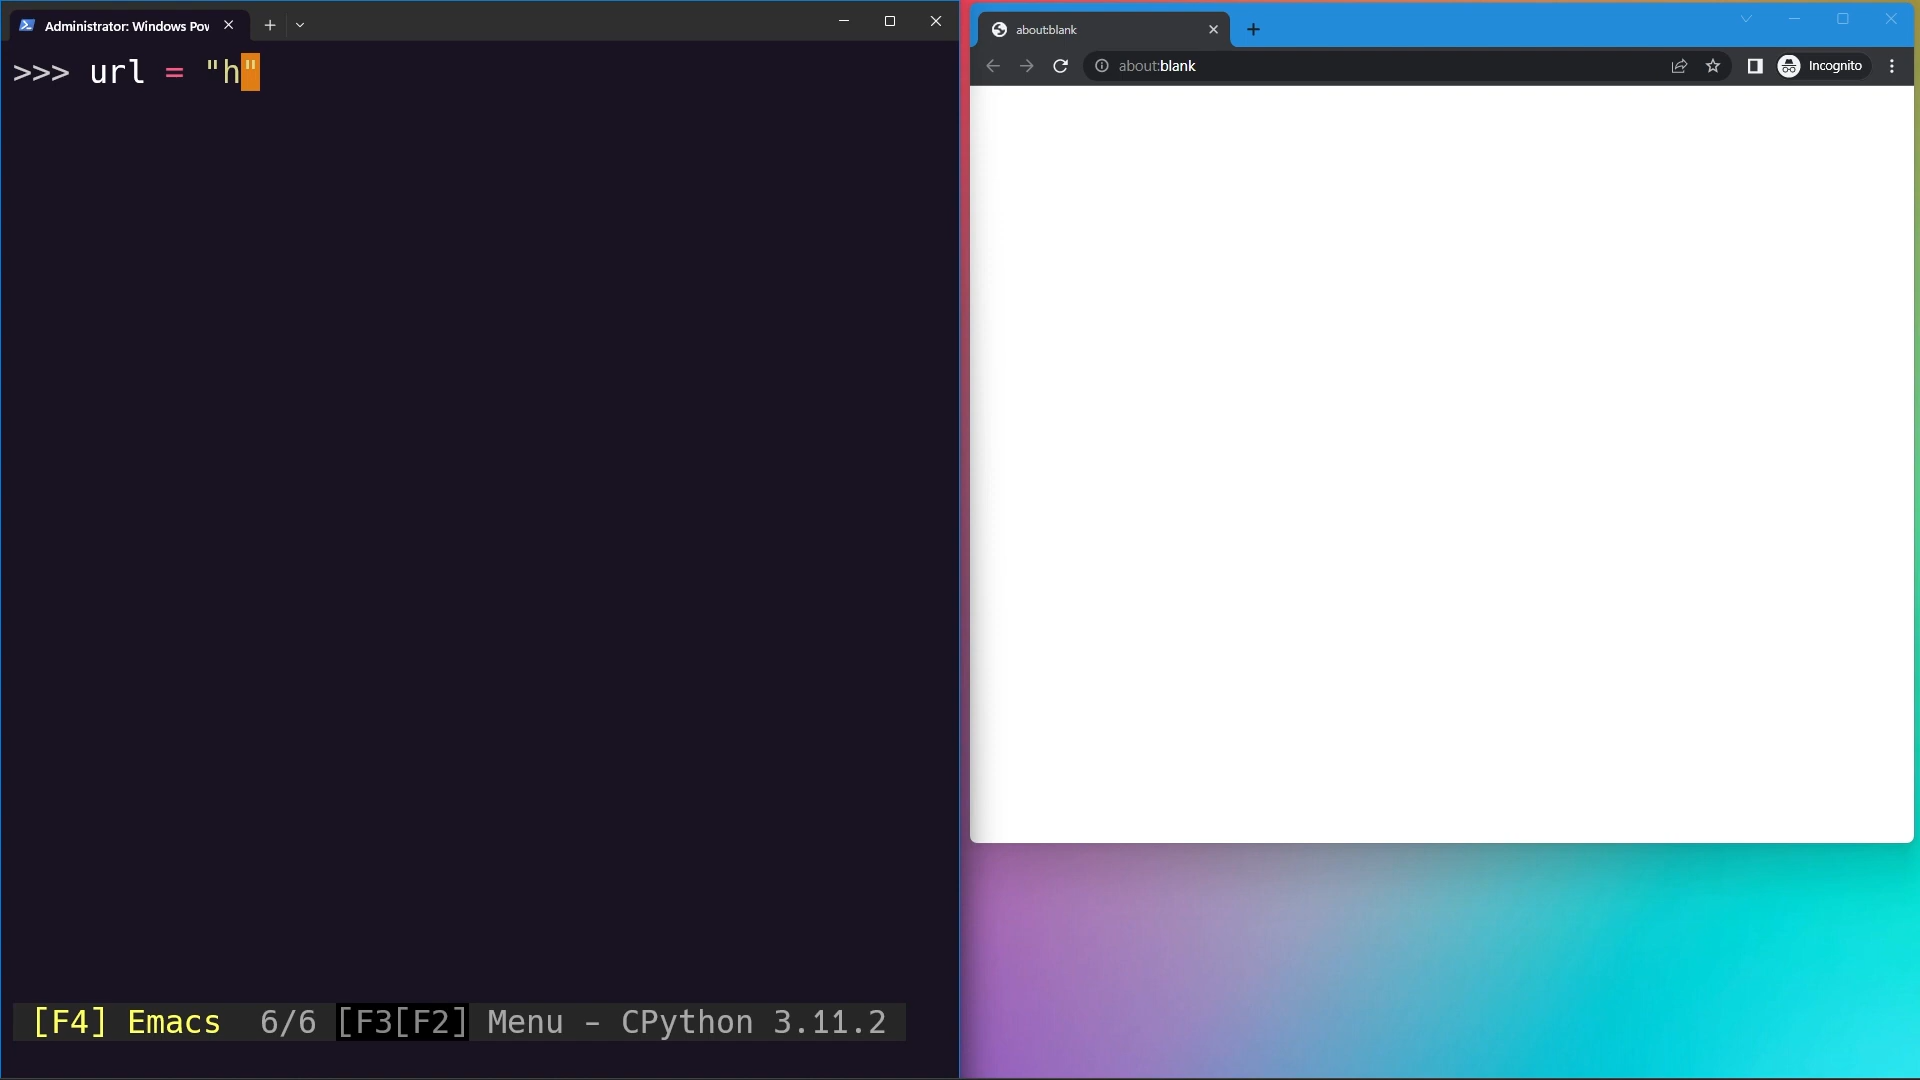 Administrator: Windows Pov
>>> url = "h"
[F4] Emacs 6/6 [F3[F2] Menu - CPython 3.11.2
about:blank
about:blank
Incognito